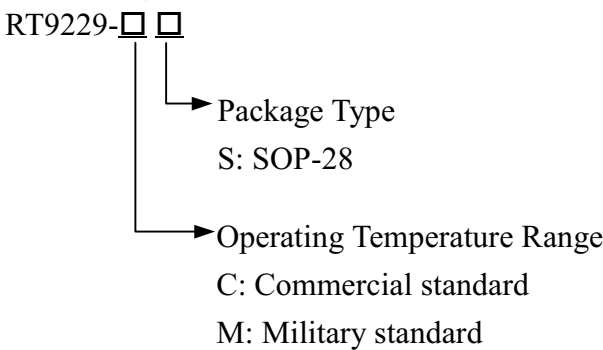 RT9229-□ □
Package Type
S: SOP-28
Operating Temperature Range
C: Commercial standard
M: Military standard